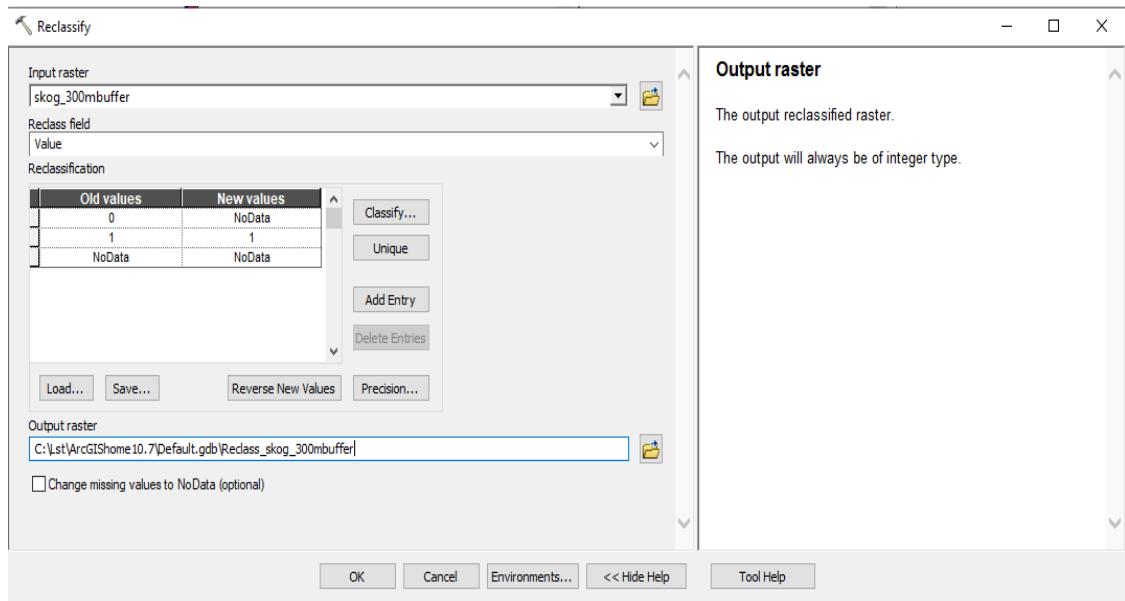 Reclassify
Input raster
skog_300mbuffer
Reclass field
Value
Reclassification
Old values New values
0 NoData
1 1
NoData NoData
Classify...
Unique
Add Entry
Delete Entries
Load... Save... Reverse New Values Precision...
Output raster
C:\Lst\ArcGIShome10.7\Default.gdb\Reclass_skog_300mbuffer
Change missing values to NoData (optional)
Output raster
The output reclassified raster.
The output will always be of integer type.
OK Cancel Environments... << Hide Help Tool Help